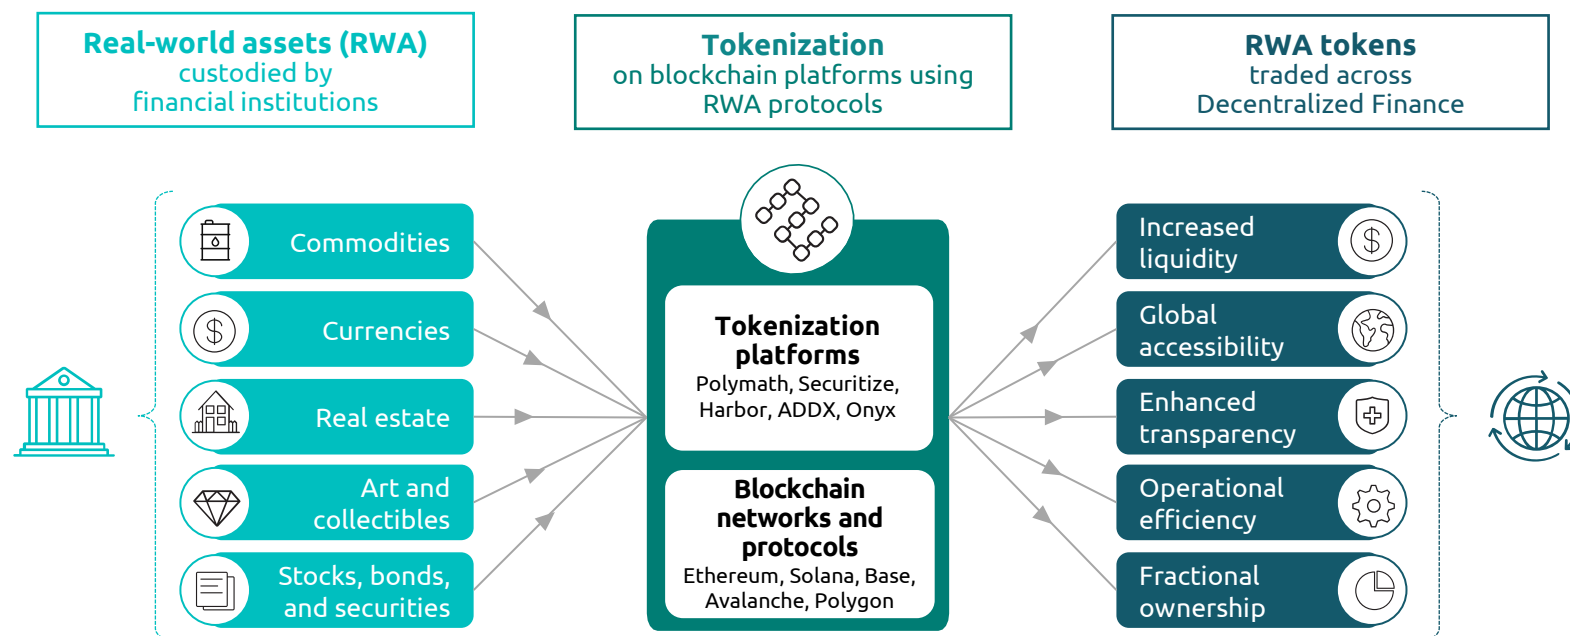 Real-world assets (RWA)
custodied by
financial institutions
Tokenization
on blockchain platforms using
RWA protocols
RWA tokens
traded across
Decentralized Finance
Commodities
Currencies
Real estate
Art and
collectibles
Stocks, bonds,
and securities
Tokenization
platforms
Polymath, Securitize,
Harbor, ADDX, Onyx
Blockchain
networks and
protocols
Ethereum, Solana, Base,
Avalanche, Polygon
Increased
liquidity
Global
accessibility
Enhanced
transparency
Operational
efficiency
Fractional
ownership